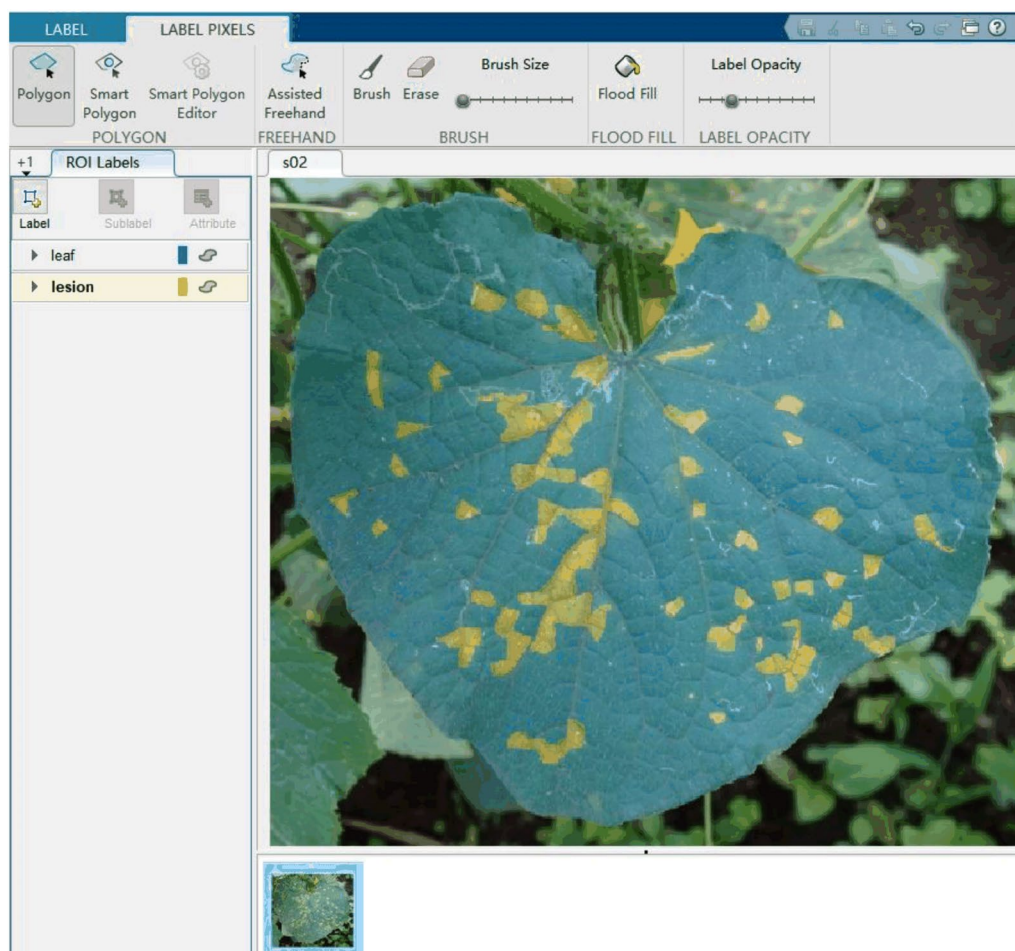 LABEL LABEL PIXELS
Polygon Smart Polygon Smart Polygon Editor Assisted Freehand Brush Erase Brush Size Flood Fill Label Opacity
POLYGON FREEHAND BRUSH FLOOD FILL LABEL OPACITY
+1 ROI Labels s02
Label Sublabel Attribute
leaf
lesion